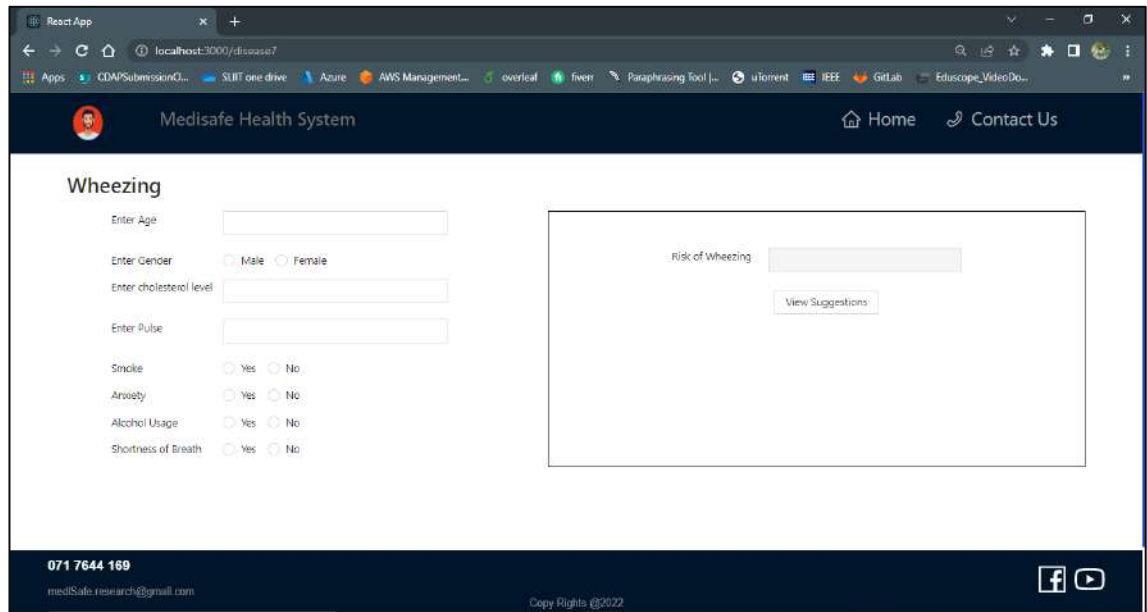 React App
localhost:3000/disease7
Apps CDAPSubmissionCl... SLIIT one drive Azure AWS Management... overleaf fiverr Paraphrasing Tool |... uTorrent IEEE GitLab Eduscope_VideoDo...
Medisafe Health System Home Contact Us
Wheezing
Enter Age
Enter Gender Male Female
Enter cholesterol level
Enter Pulse
Smoke Yes No
Anxiety Yes No
Alcohol Usage Yes No
Shortness of Breath Yes No
Risk of Wheezing
View Suggestions
071 7644 169
mediSafe.research@gmail.com
Copy Rights @2022